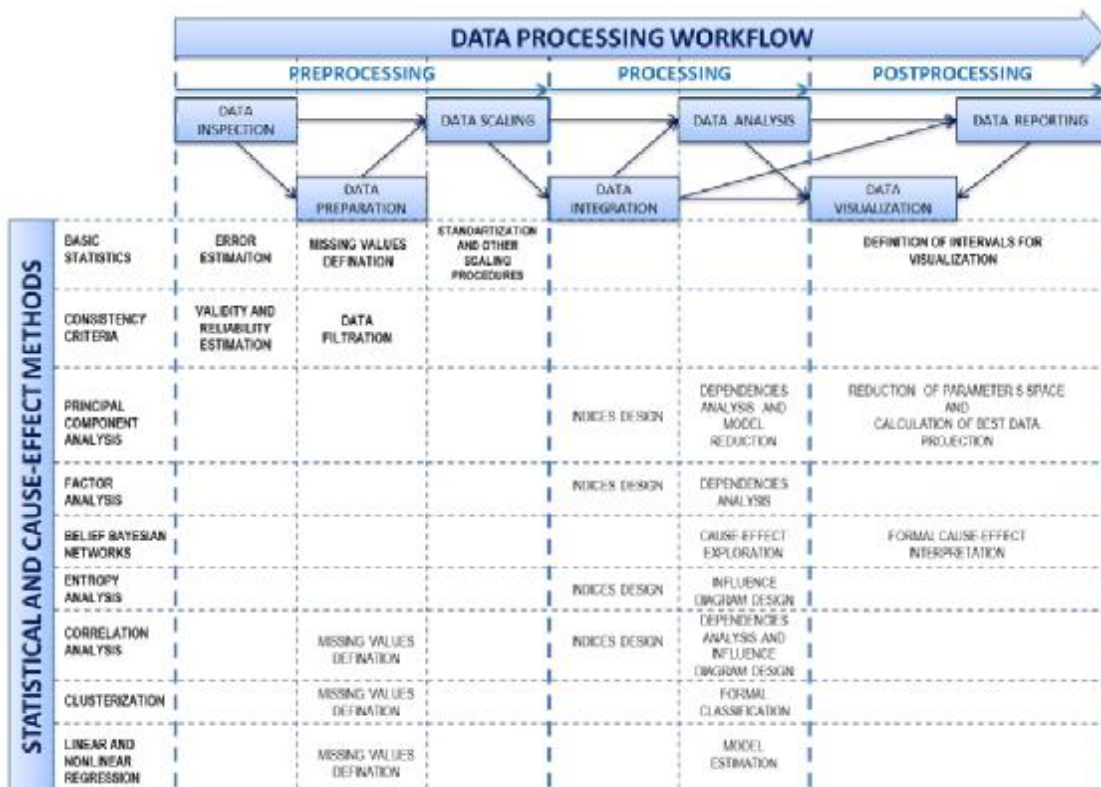 DATA PROCESSING WORKFLOW
PREPROCESSING
PROCESSING
POSTPROCESSING
DATA
INSPECTION
DATA SCALING
DATA ANALYSIS
DATA REPORTING
DATA
PREPARATION
DATA
INTEGRATION
DATA
VISUALIZATION
STATISTICAL AND CAUSE-EFFECT METHODS
BASIC
STATISTICS
ERROR
ESTIMAITON
MISSING VALUES
DEFINATION
STANDARTIZATION
AND OTHER
SCALING
PROCEDURES
DEFINITION OF INTERVALS FOR
VISUALIZATION
CONSISTENCY
CRITERIA
VALIDITY AND
RELIABILITY
ESTIMATION
DATA
FILTRATION
PRINCIPAL
COMPONENT
ANALYSIS
INDICES DESIGN
DEPENDENCIES
ANALYSIS AND
MODEL
REDUCTION
REDUCTION OF PARAMETER S SPACE
AND
CALCULATION OF BEST DATA
PROJECTION
FACTOR
ANALYSIS
INDICES DESIGN
DEPENDENCIES
ANALYSIS
BELIEF BAYESIAN
NETWORKS
CAUSE-EFFECT
EXPLORATION
FORMAL CAUSE-EFFECT
INTERPRETATION
ENTROPY
ANALYSIS
INDICES DESIGN
INFLUENCE
DIAGRAM DESIGN
CORRELATION
ANALYSIS
MISSING VALUES
DEFINATION
INDICES DESIGN
DEPENDENCIES
ANALYSIS AND
INFLUENCE
DIAGRAM DESIGN
CLUSTERIZATION
MISSING VALUES
DEFINATION
FORMAL
CLASSIFICATION
LINEAR AND
NONLINEAR
REGRESSION
MISSING VALUES
DEFINATION
MODEL
ESTIMATION